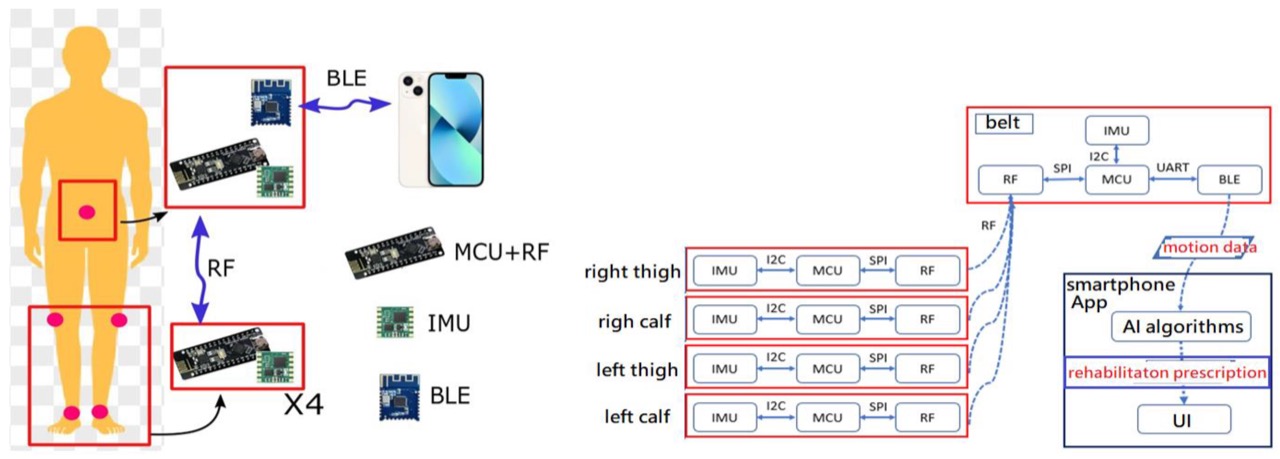 BLE
RF
X4
MCU+RF
IMU
BLE
belt
IMU
I2C
RF
SPI
MCU
UART
BLE
RF
right thigh
IMU
I2C
MCU
SPI
RF
righ calf
IMU
I2C
MCU
SPI
RF
left thigh
IMU
I2C
MCU
SPI
RF
left calf
IMU
I2C
MCU
SPI
RF
motion data
smartphone
App
AI algorithms
rehabilitaton prescription
UI